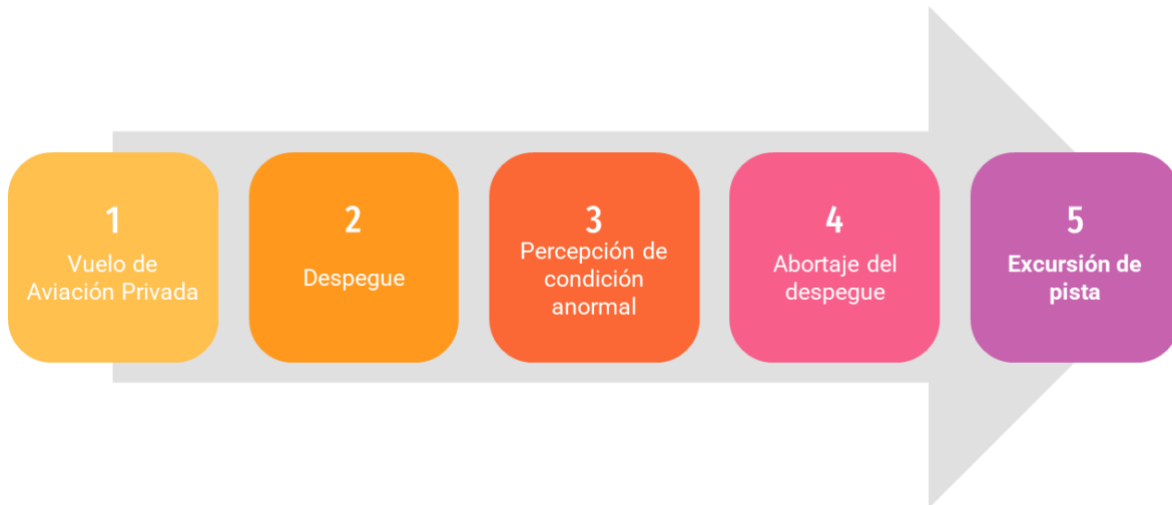 1
Vuelo de
Aviación Privada
2
Despegue
3
Percepción de
condición
anormal
4
Abortaje del
despegue
5
Excursión de
pista